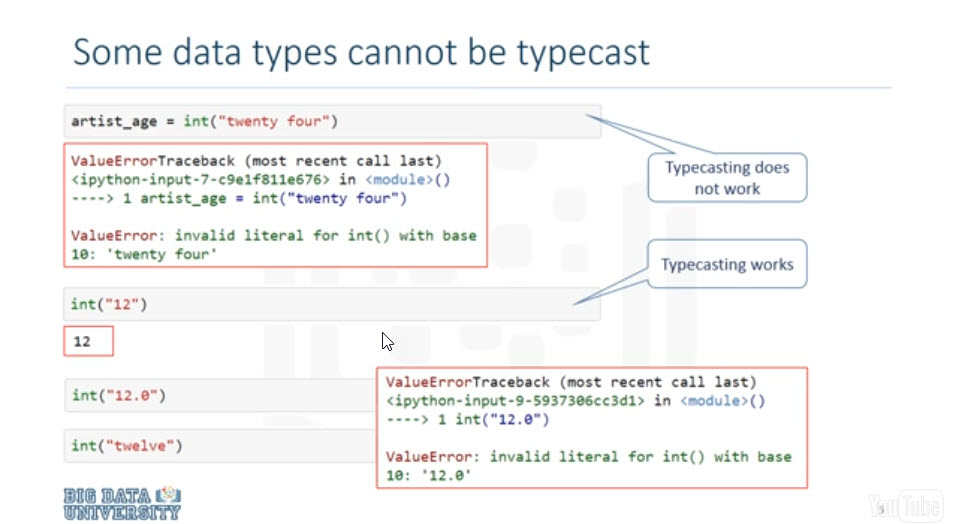 Some data types cannot be typecast
artist_age = int("twenty four")
ValueErrorTraceback (most recent call last)
<ipython-input-7-c9e1f811e676> in <module>()
----> 1 artist_age = int("twenty four")
ValueError: invalid literal for int() with base
10: 'twenty four'
Typecasting does
not work
Typecasting works
int("12")
12
int("12.0")
ValueErrorTraceback (most recent call last)
<ipython-input-9-5937306cc3d1> in <module>()
----> 1 int("12.0")
ValueError: invalid literal for int() with base
10: '12.0'
int("twelve")
BIG DATA
UNIVERSITY
YouTube